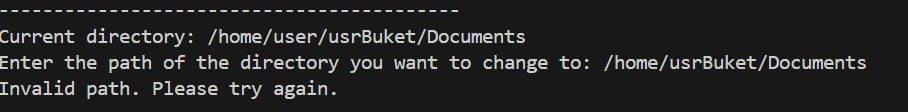 -------------------------------------------
Current directory: /home/user/usrBuket/Documents
Enter the path of the directory you want to change to: /home/usrBuket/Documents
Invalid path. Please try again.